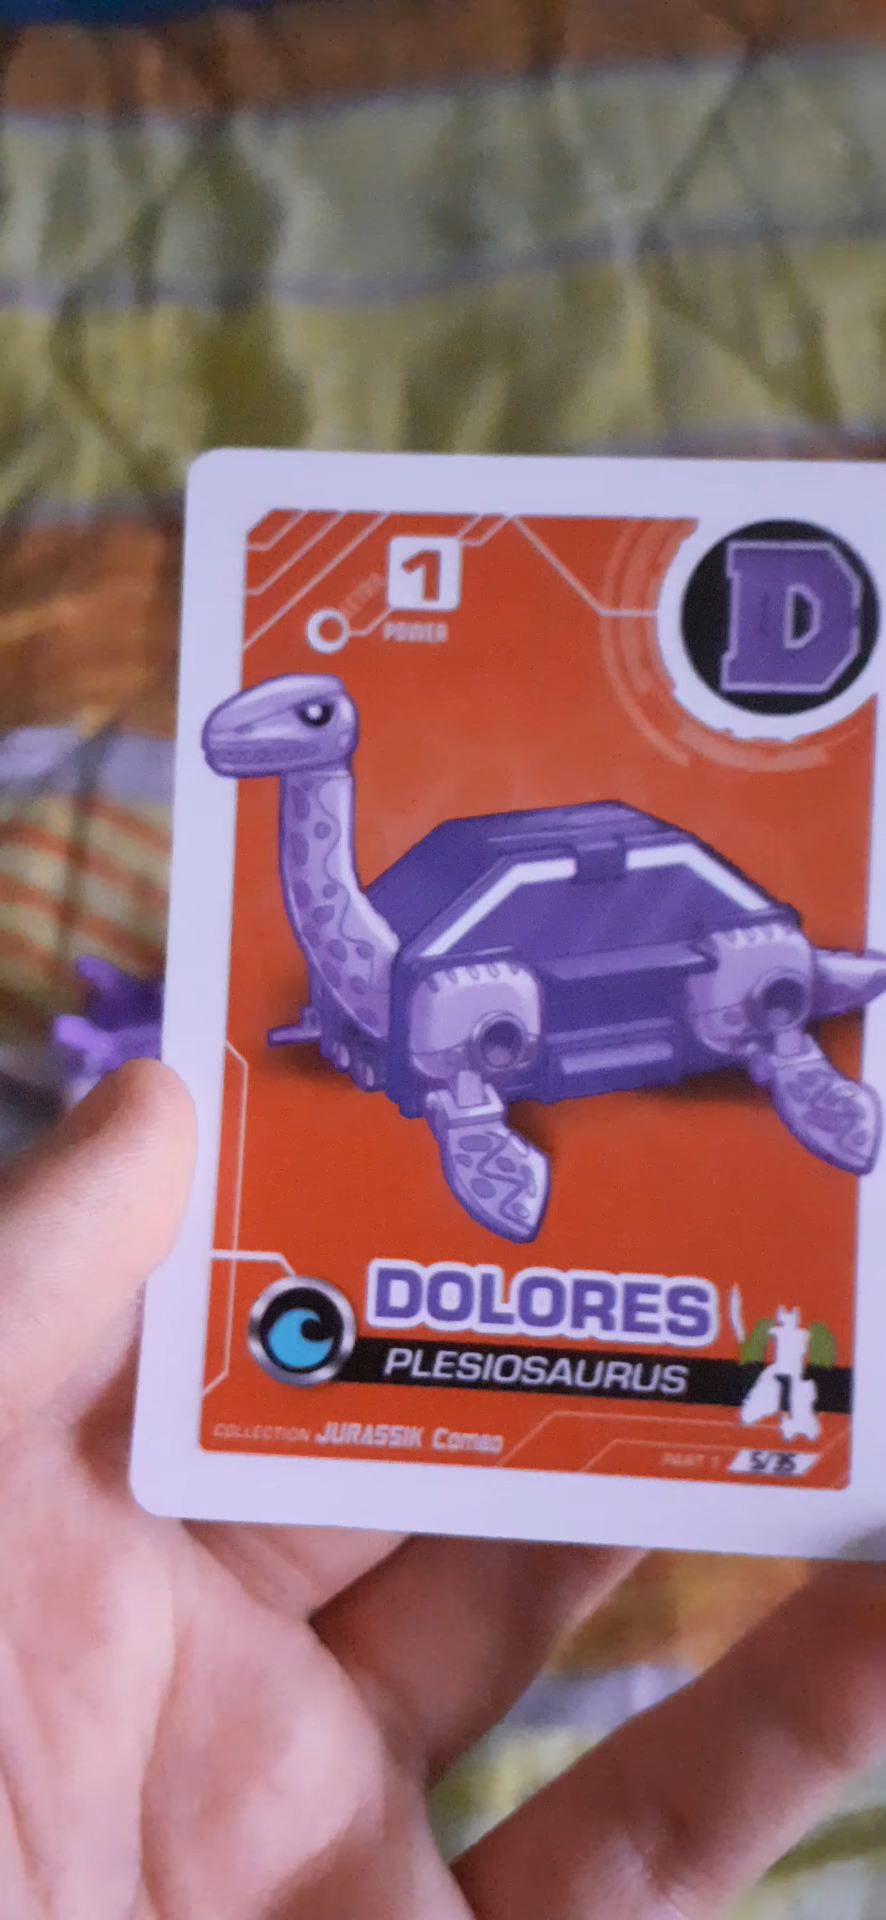 1
POWER
D
DOLORES
PLESIOSAURUS
1
COLLECTION JURASSIK Combo
PART 1 5/35